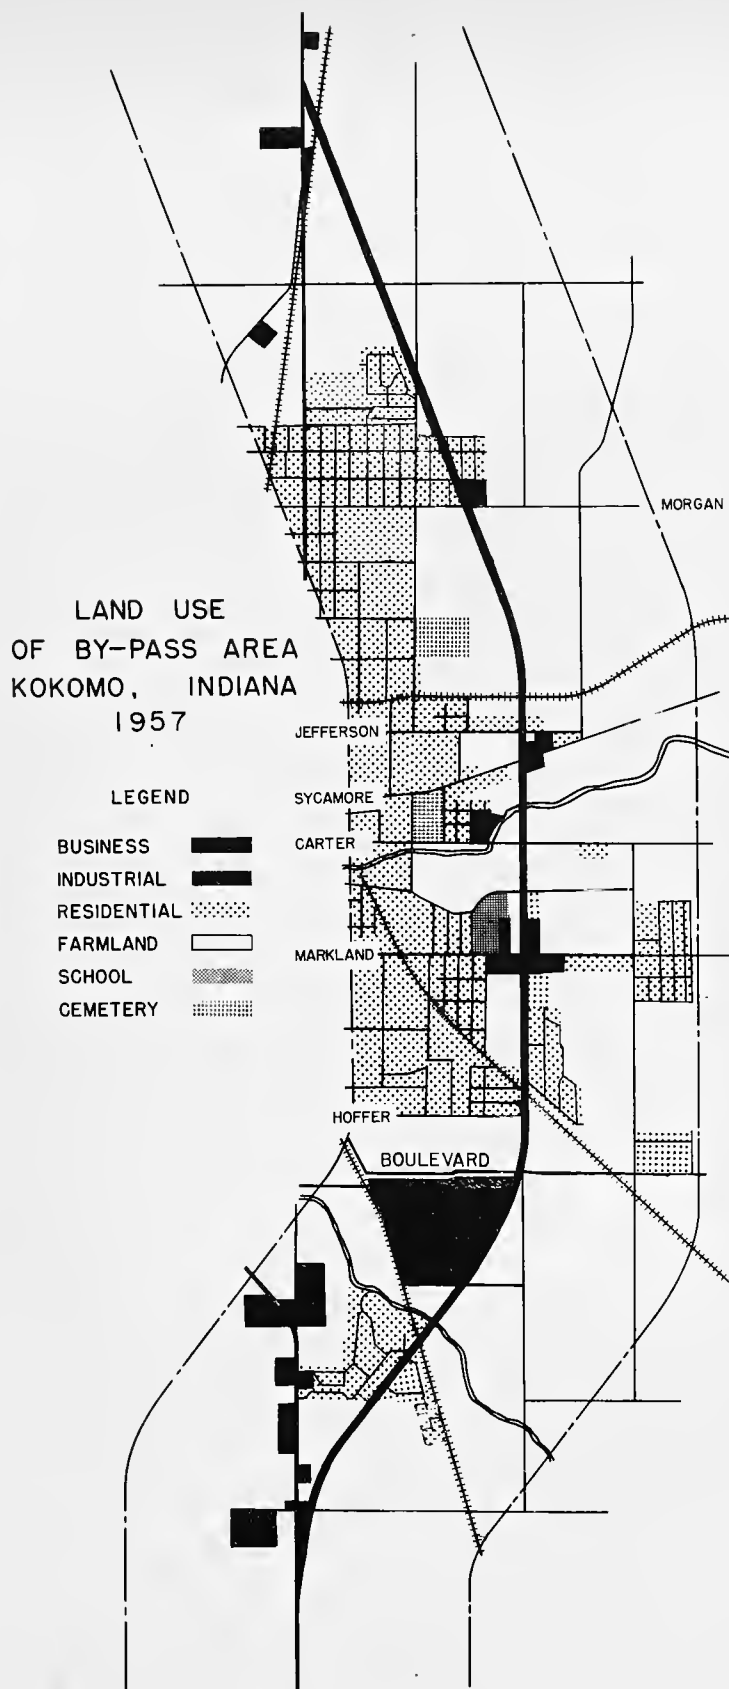 MORGAN
LAND USE
OF BY-PASS AREA
KOKOMO, INDIANA
1957
JEFFERSON
LEGEND
SYCAMORE
BUSINESS
CARTER
INDUSTRIAL
RESIDENTIAL
FARMLAND
MARKLAND
SCHOOL
CEMETERY
HOFFER
BOULEVARD